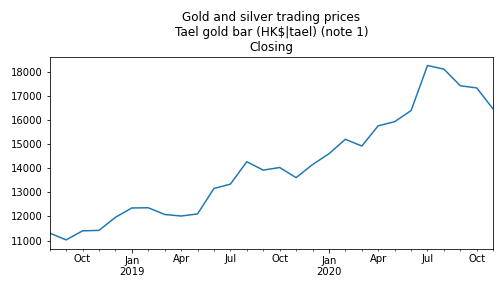 Gold and silver trading prices
Tael gold bar (HK$|tael) (note 1)
Closing
18000
17000
16000
15000
14000
13000
12000
11000
Oct
Jan
2019
Apr
Jul
Oct
Jan
2020
Apr
Jul
Oct